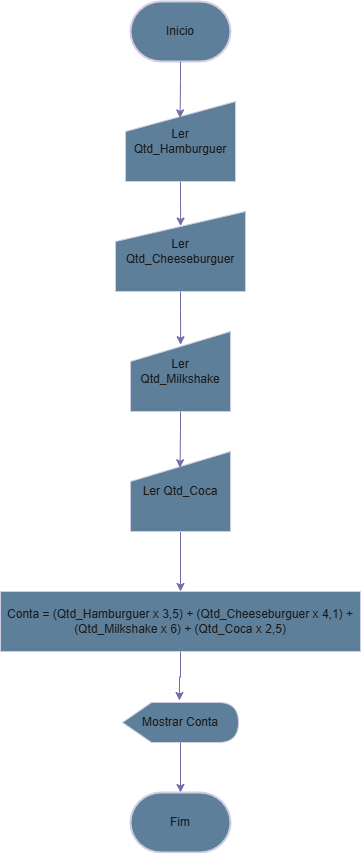 Inicio
Ler
Qtd_Hamburguer
Ler
Qtd_Cheeseburguer
Ler
Qtd_Milkshake
Ler Qtd_Coca
Conta = (Qtd_Hamburguer x 3,5) + (Qtd_Cheeseburguer x 4,1) +
(Qtd_Milkshake x 6) + (Qtd_Coca x 2,5)
Mostrar Conta
Fim